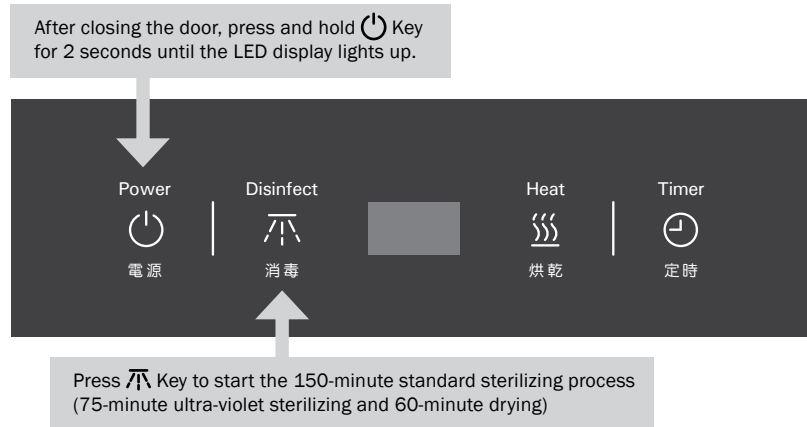 After closing the door, press and hold Key
for 2 seconds until the LED display lights up.
Power Disinfect Heat Timer
電源 消毒 烘乾 定時
Press Key to start the 150-minute standard sterilizing process
(75-minute ultra-violet sterilizing and 60-minute drying)